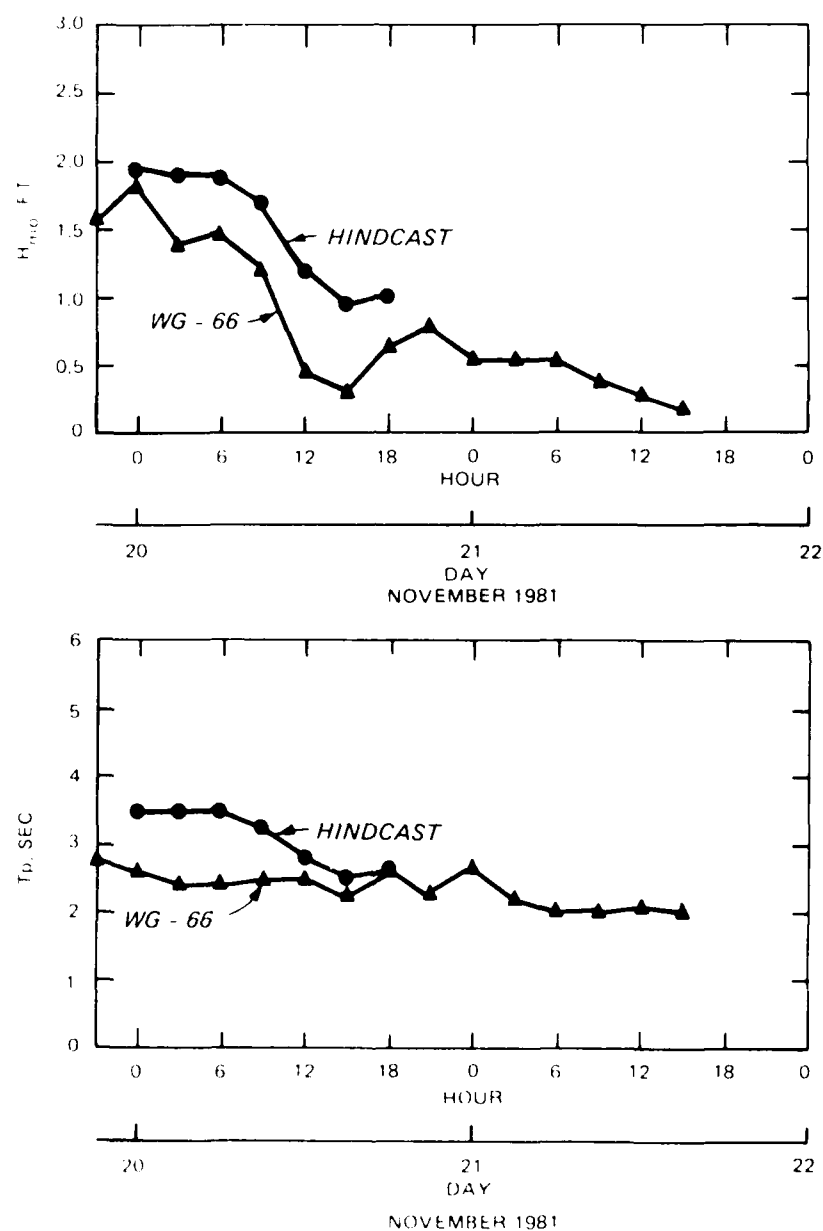 3.0
2.5
2.0
1.5
1.0
0.5
0
H_mo, FT
HINDCAST
WG - 66
0 6 12 18 0 6 12 18 0
HOUR
20 21 22
DAY
NOVEMBER 1981
6
5
4
3
2
1
0
Tp, SEC
HINDCAST
WG - 66
0 6 12 18 0 6 12 18 0
HOUR
20 21 22
DAY
NOVEMBER 1981